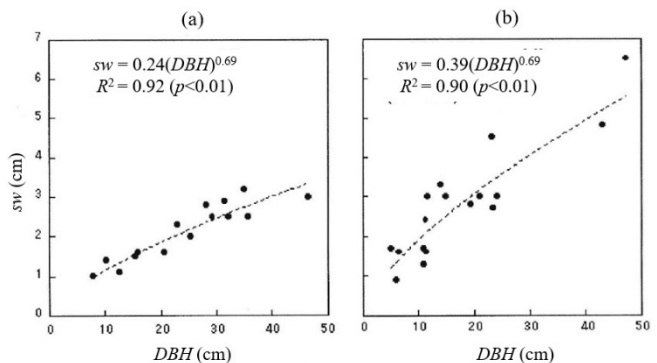 (a)
(b)
7
6
5
4
3
2
1
0
sw (cm)
sw = 0.24(DBH)^0.69
R² = 0.92 (p<0.01)
sw = 0.39(DBH)^0.69
R² = 0.90 (p<0.01)
0 10 20 30 40 50
0 10 20 30 40 50
DBH (cm)
DBH (cm)